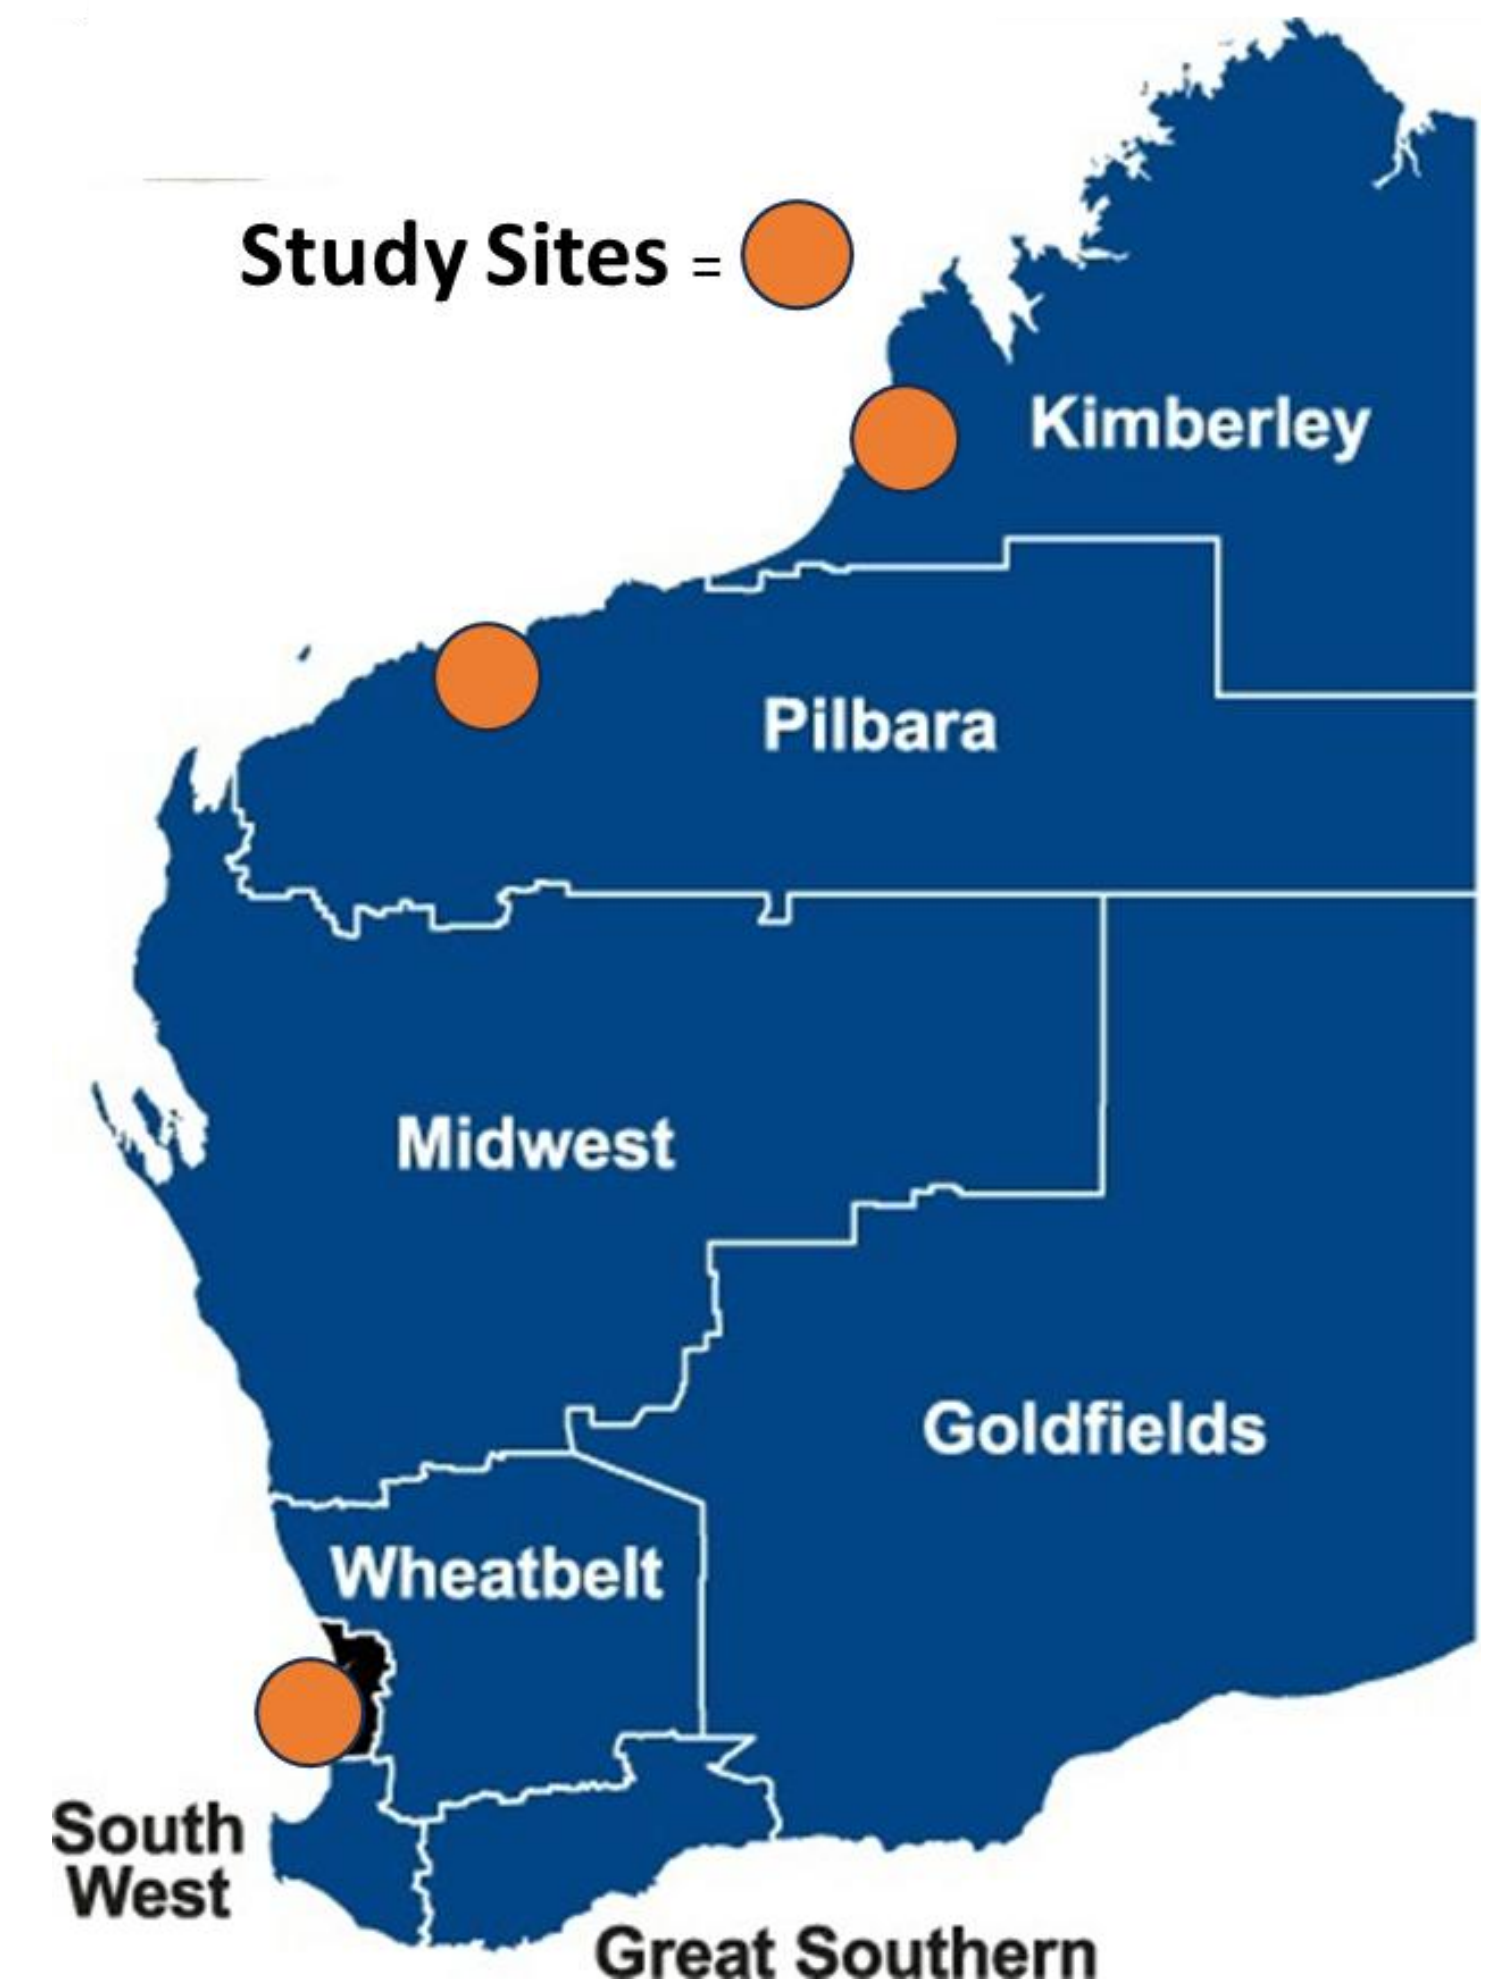 Study Sites =
Kimberley
Pilbara
Midwest
Goldfields
Wheatbelt
South
West
Great Southern